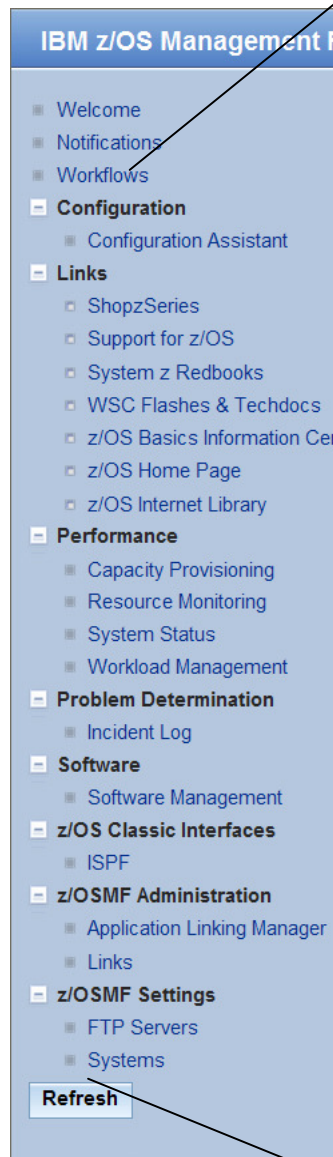 IBM z/OS Management
Welcome
Notifications
Workflows
Configuration
Configuration Assistant
Links
ShopzSeries
Support for z/OS
System z Redbooks
WSC Flashes & Techdocs
z/OS Basics Information
z/OS Home Page
z/OS Internet Library
Performance
Capacity Provisioning
Resource Monitoring
System Status
Workload Management
Problem Determination
Incident Log
Software
Software Management
z/OS Classic Interfaces
ISPF
z/OSMF Administration
Application Linking Manager
Links
z/OSMF Settings
FTP Servers
Systems
Refresh